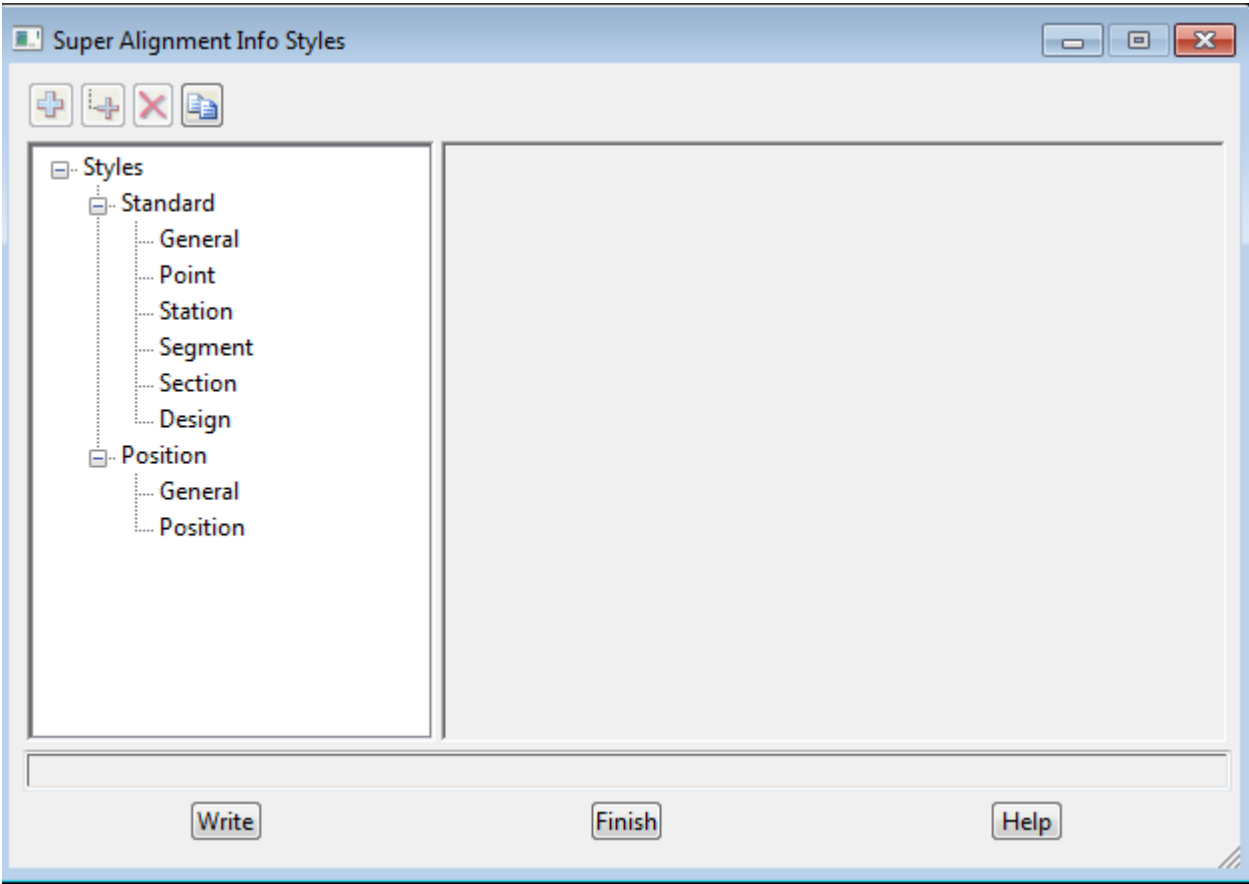 Super Alignment Info Styles
Styles
Standard
General
Point
Station
Segment
Section
Design
Position
General
Position
Write Finish Help